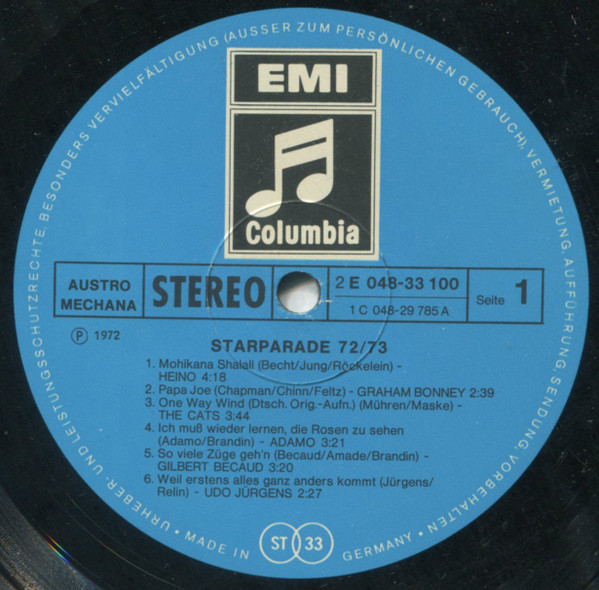 URHEBER- UND LEISTUNGSSCHUTZRECHTE, BESONDERS VERVIELFÄLTIGUNG (AUSSER ZUM PERSÖNLICHEN GEBRAUCH), VERMIETUNG, AUFFÜHRUNG, SENDUNG, VORBEHALTEN •
EMI
Columbia
AUSTRO
MECHANA
STEREO
2 E 048-33 100
1 C 048-29 785 A
Seite 1
Ⓟ 1972
STARPARADE 72/73
1. Mohikana Shalali (Becht/Jung/Röckelein) -
HEINO 4:18
2. Papa Joe (Chapman/Chinn/Feltz) - GRAHAM BONNEY 2:39
3. One Way Wind (Dtsch. Orig.-Aufn.) (Mühren/Maske) -
THE CATS 3:44
4. Ich muß wieder lernen, die Rosen zu sehen
(Adamo/Brandin) - ADAMO 3:21
5. So viele Züge geh'n (Becaud/Amade/Brandin) -
GILBERT BECAUD 3:20
6. Weil erstens alles ganz anders kommt (Jürgens/
Relin) - UDO JÜRGENS 2:27
• MADE IN GERMANY •
ST 33